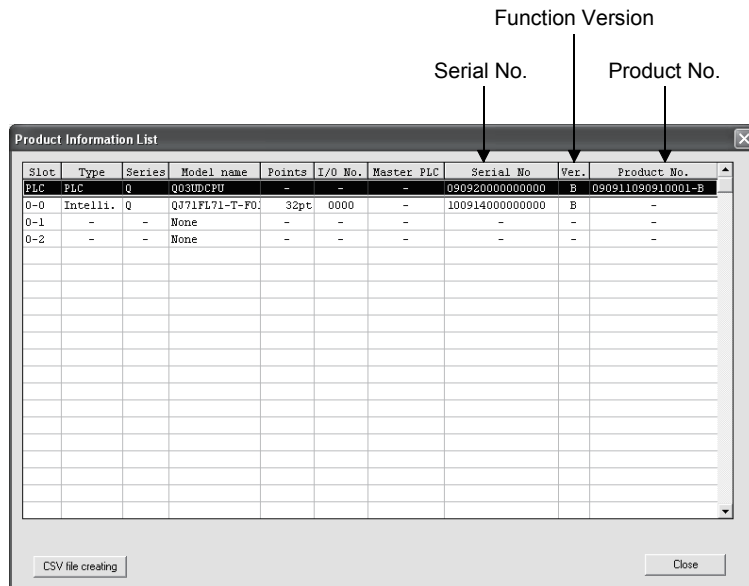 Function Version
Serial No. Product No.
Product Information List
Slot Type Series Model name Points I/O No. Master PLC Serial No Ver. Product No.
PLC PLC Q Q03UDCPU - - - 090920000000000 B 090911090910001-B
0-0 Intelli. Q QJ71FL71-T-F01 32pt 0000 - 100914000000000 B -
0-1 - - None - - - - - -
0-2 - - None - - - - - -
CSV file creating Close